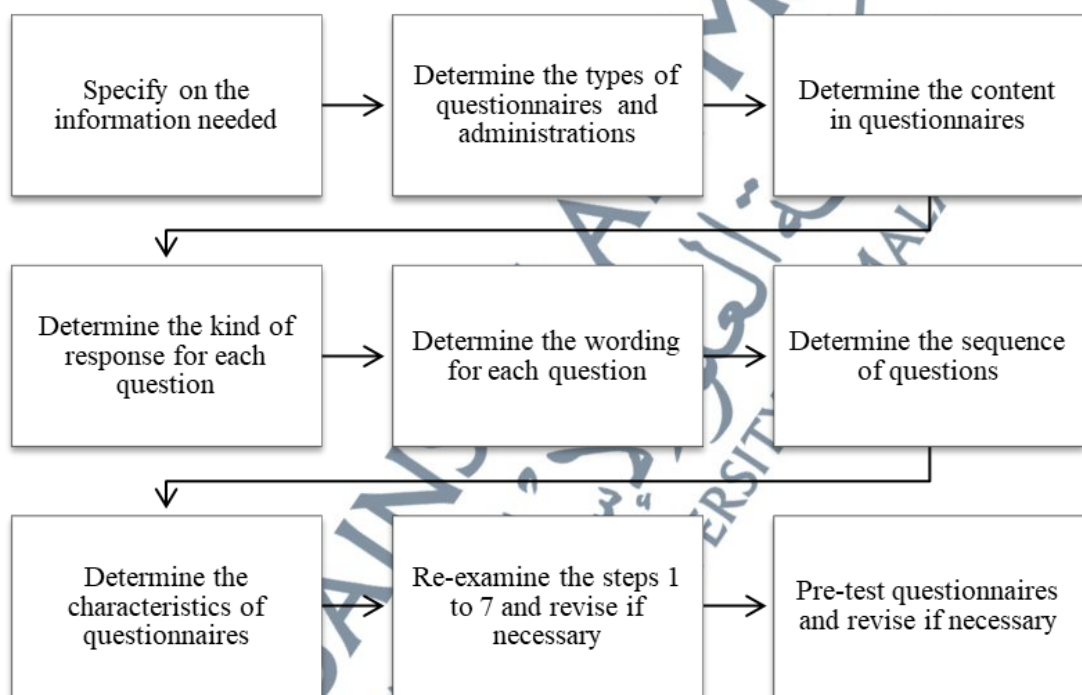 Specify on the
information needed
Determine the types of
questionnaires and
administrations
Determine the content
in questionnaires
Determine the kind of
response for each
question
Determine the wording
for each question
Determine the sequence
of questions
Determine the
characteristics of
questionnaires
Re-examine the steps 1
to 7 and revise if
necessary
Pre-test questionnaires
and revise if necessary